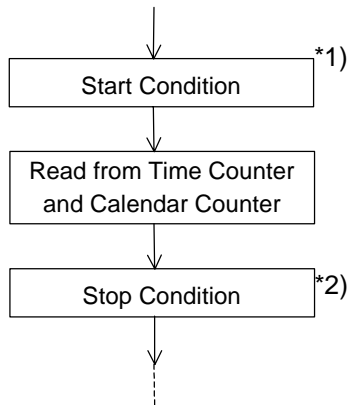 *1)
Start Condition
Read from Time Counter
and Calendar Counter
Stop Condition
*2)